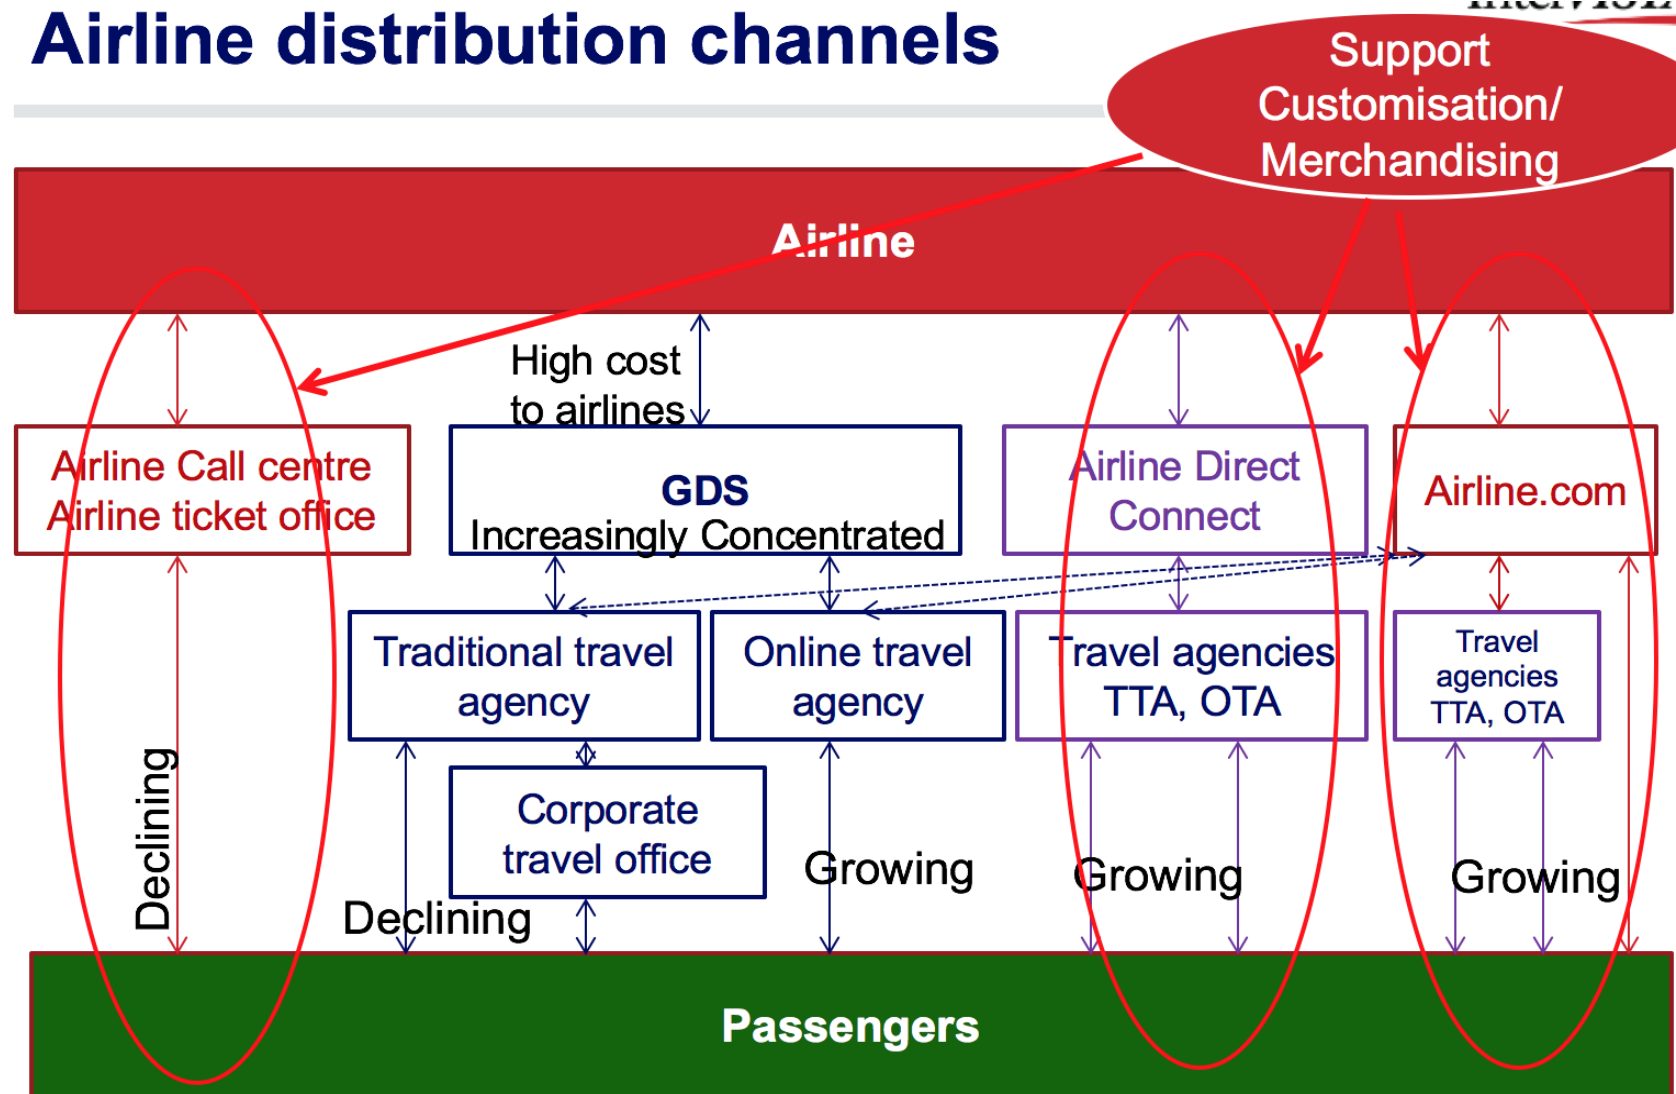 Airline distribution channels
Support
Customisation/
Merchandising
Airline
High cost
to airlines
Airline Call centre
Airline ticket office
GDS
Increasingly Concentrated
Airline Direct
Connect
Airline.com
Traditional travel
agency
Online travel
agency
Travel agencies
TTA, OTA
Travel
agencies
TTA, OTA
Corporate
travel office
Declining
Declining
Growing
Growing
Growing
Passengers